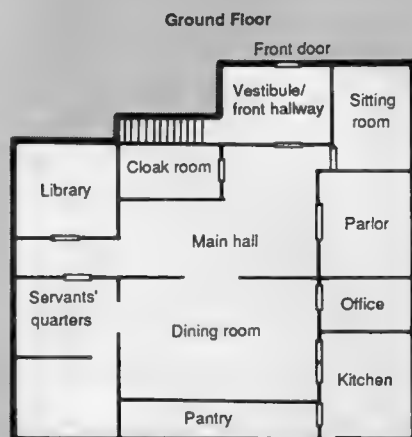 Ground Floor
Front door
Vestibule/
front hallway
Sitting
room
Cloak room
Library
Main hall
Parlor
Servants'
quarters
Office
Dining room
Kitchen
Pantry